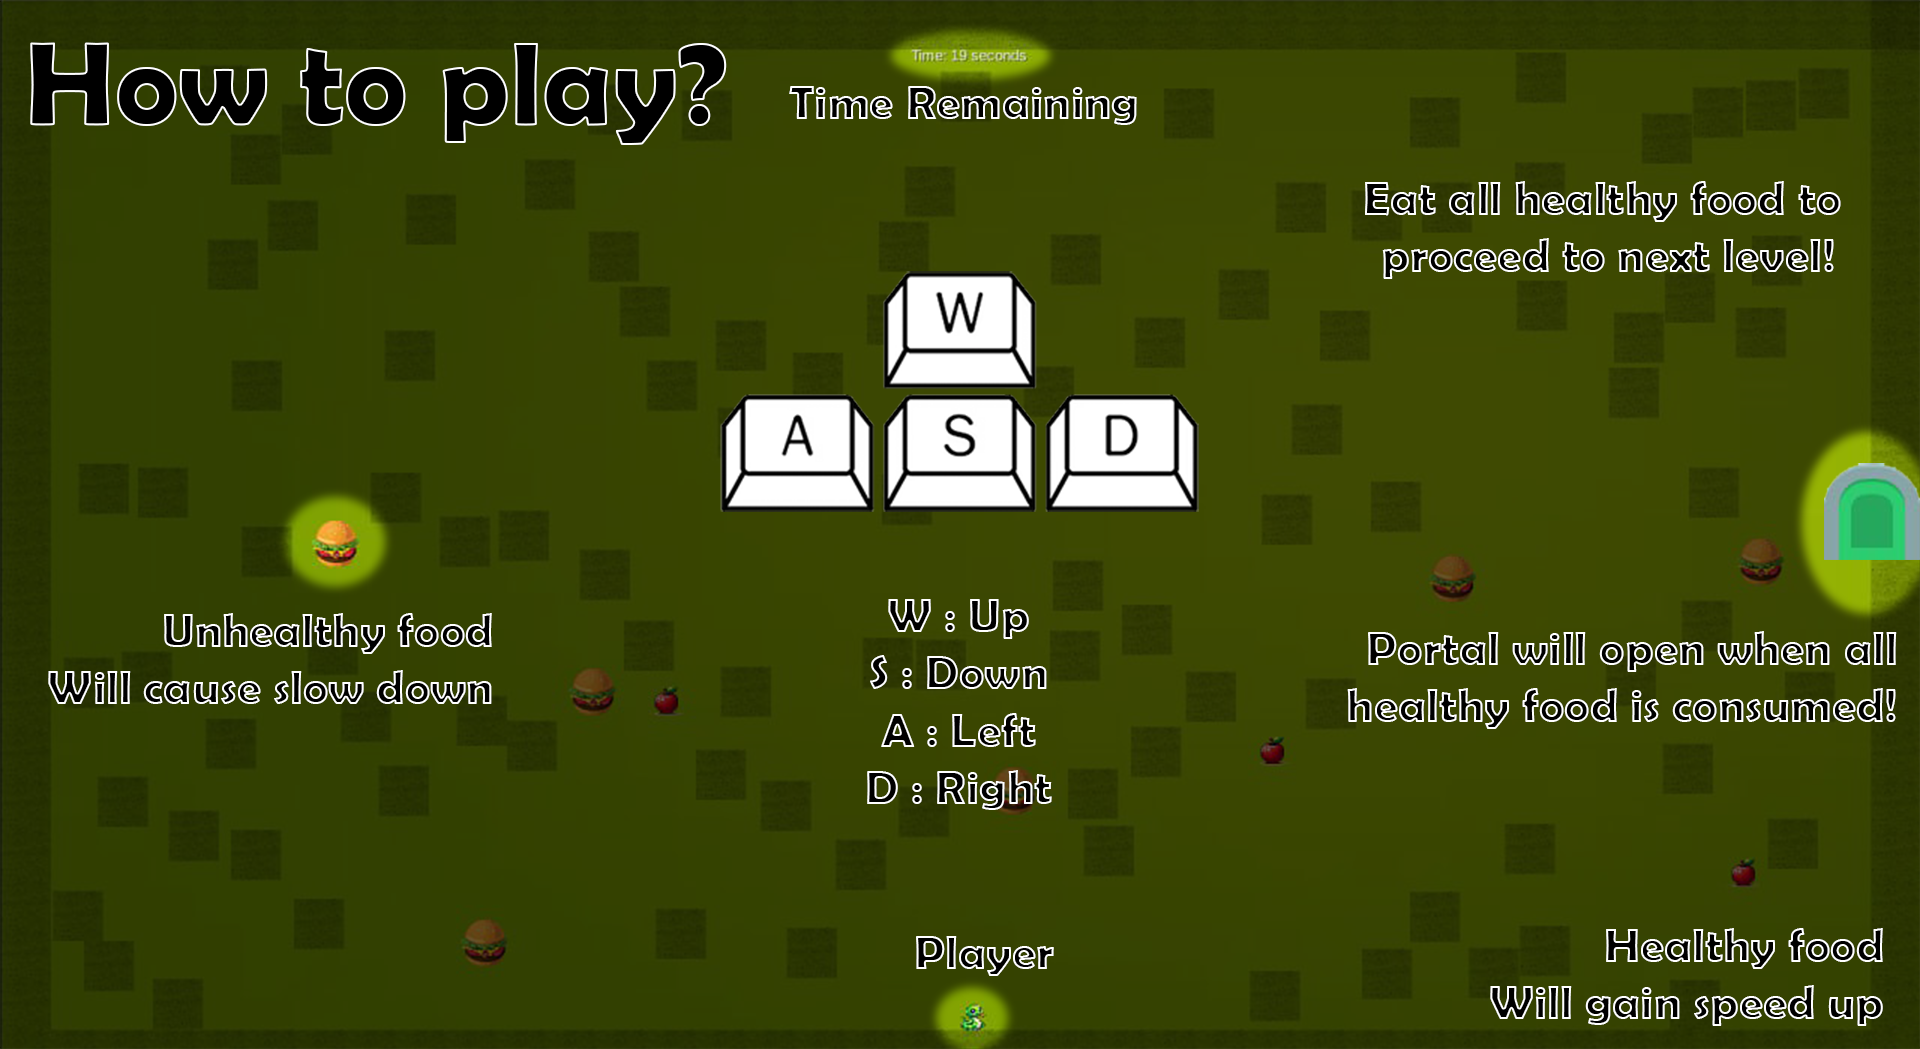 How to play?
Time: 19 seconds
Time Remaining
Eat all healthy food to
proceed to next level!
W
A S D
Unhealthy food
Will cause slow down
W : Up
S : Down
A : Left
D : Right
Portal will open when all
healthy food is consumed!
Player
Healthy food
Will gain speed up